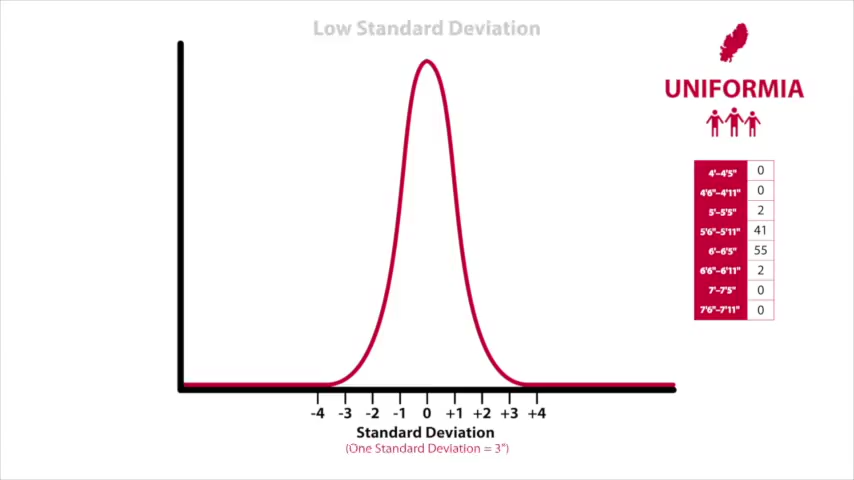 Low Standard Deviation
UNIFORMIA
4'–4'5" 0
4'6"–4'11" 0
5'–5'5" 2
5'6"–5'11" 41
6'–6'5" 55
6'6"–6'11" 2
7'–7'5" 0
7'6"–7'11" 0
-4 -3 -2 -1 0 +1 +2 +3 +4
Standard Deviation
(One Standard Deviation = 3")